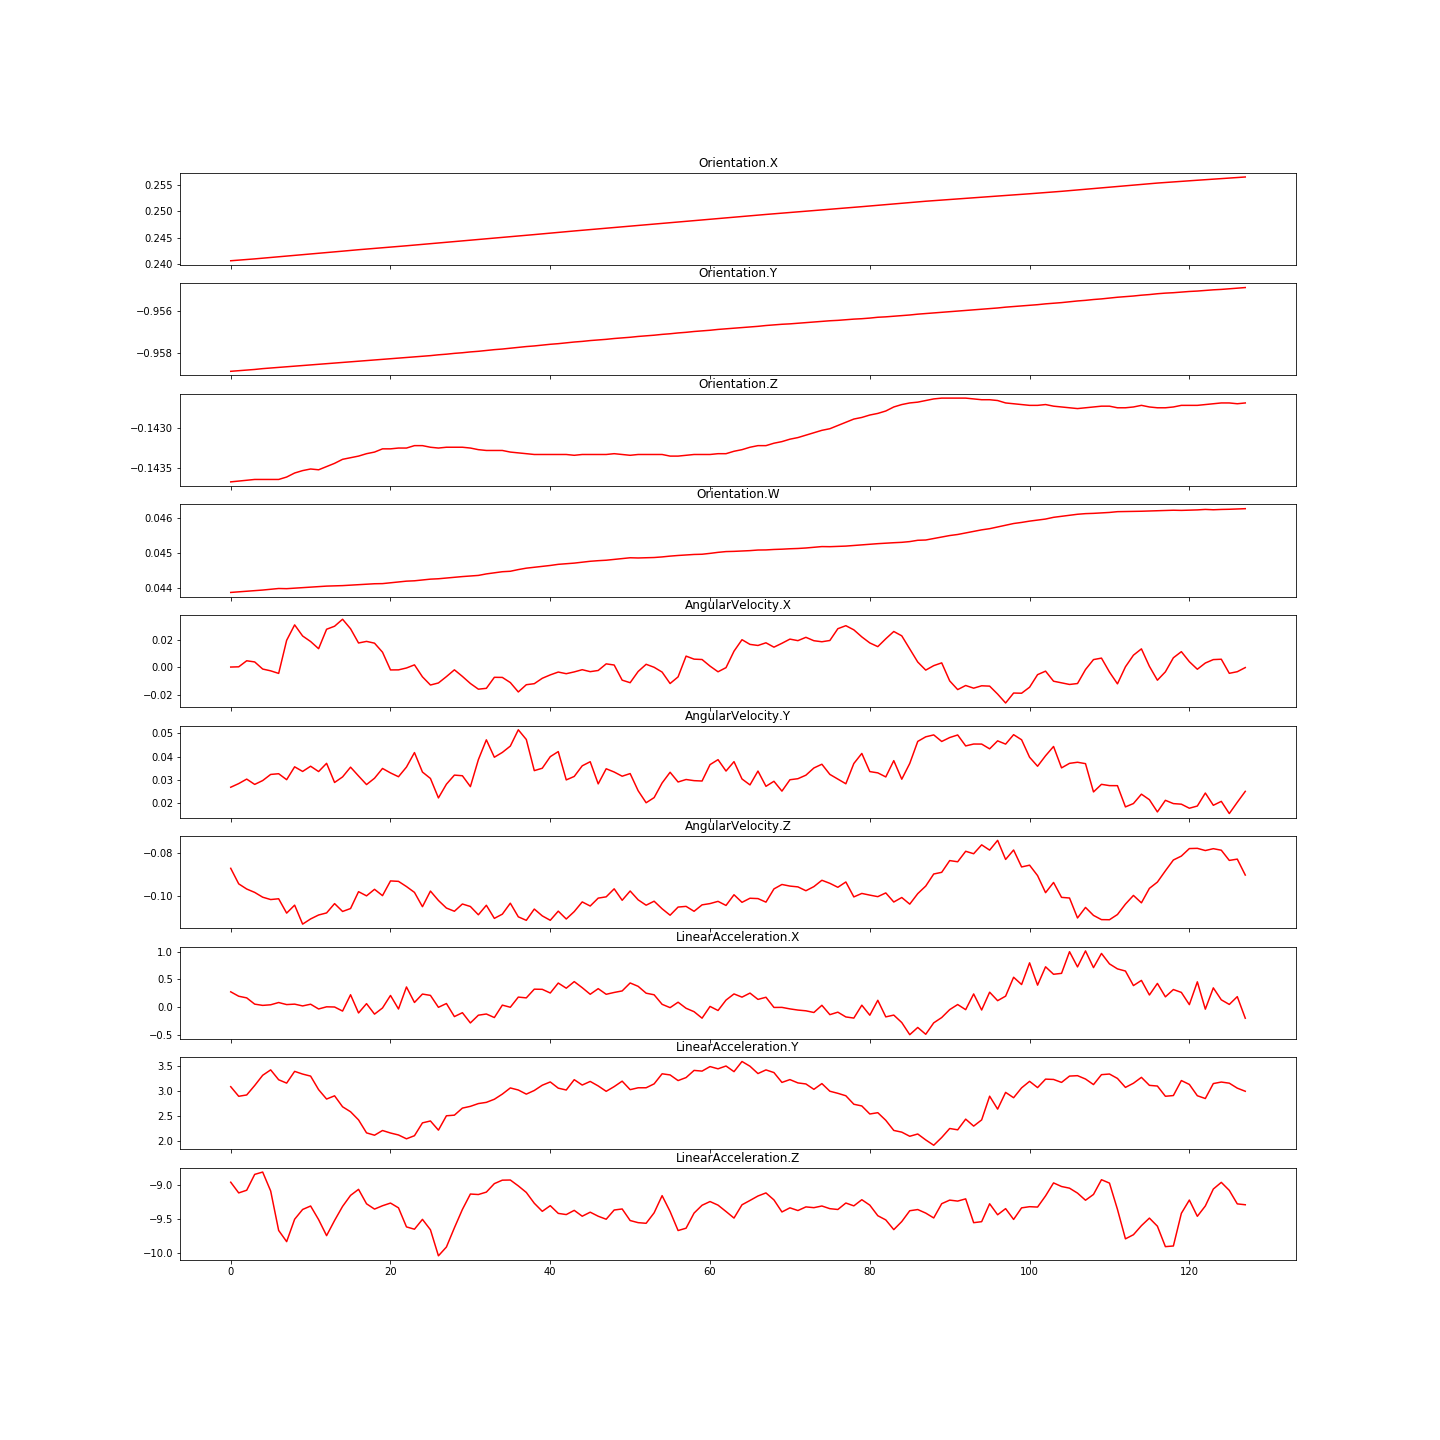 Orientation.X
0.255
0.250
0.245
0.240
Orientation.Y
−0.956
−0.958
Orientation.Z
−0.1430
−0.1435
Orientation.W
0.046
0.045
0.044
AngularVelocity.X
0.02
0.00
−0.02
AngularVelocity.Y
0.05
0.04
0.03
0.02
AngularVelocity.Z
−0.08
−0.10
LinearAcceleration.X
1.0
0.5
0.0
−0.5
LinearAcceleration.Y
3.5
3.0
2.5
2.0
LinearAcceleration.Z
−9.0
−9.5
−10.0
0 20 40 60 80 100 120